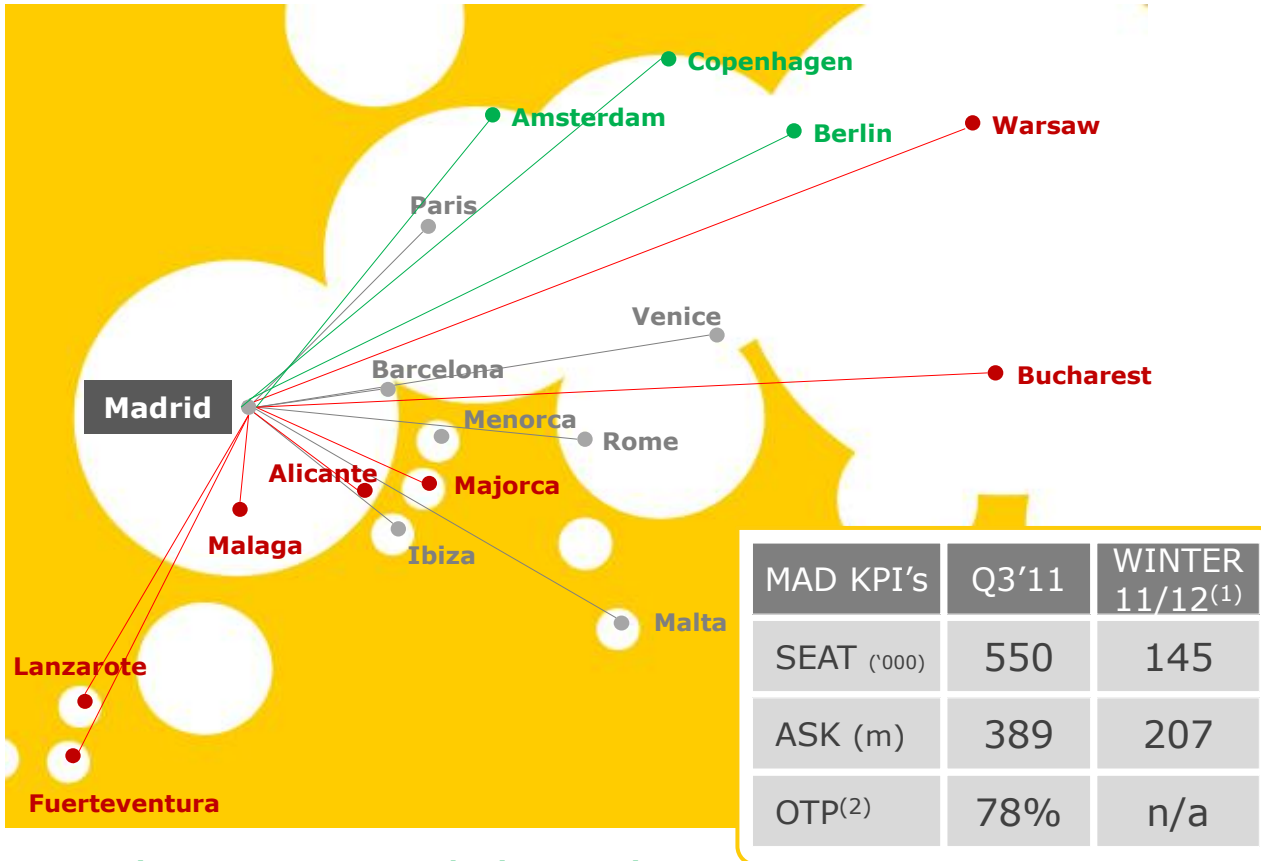 Copenhagen
Amsterdam
Berlin
Warsaw
Paris
Venice
Barcelona
Bucharest
Madrid
Menorca
Rome
Alicante
Majorca
Malaga
Ibiza
Malta
Lanzarote
Fuerteventura
MAD KPI's Q3'11 WINTER 11/12(1)
SEAT (‘000) 550 145
ASK (m) 389 207
OTP(2) 78% n/a